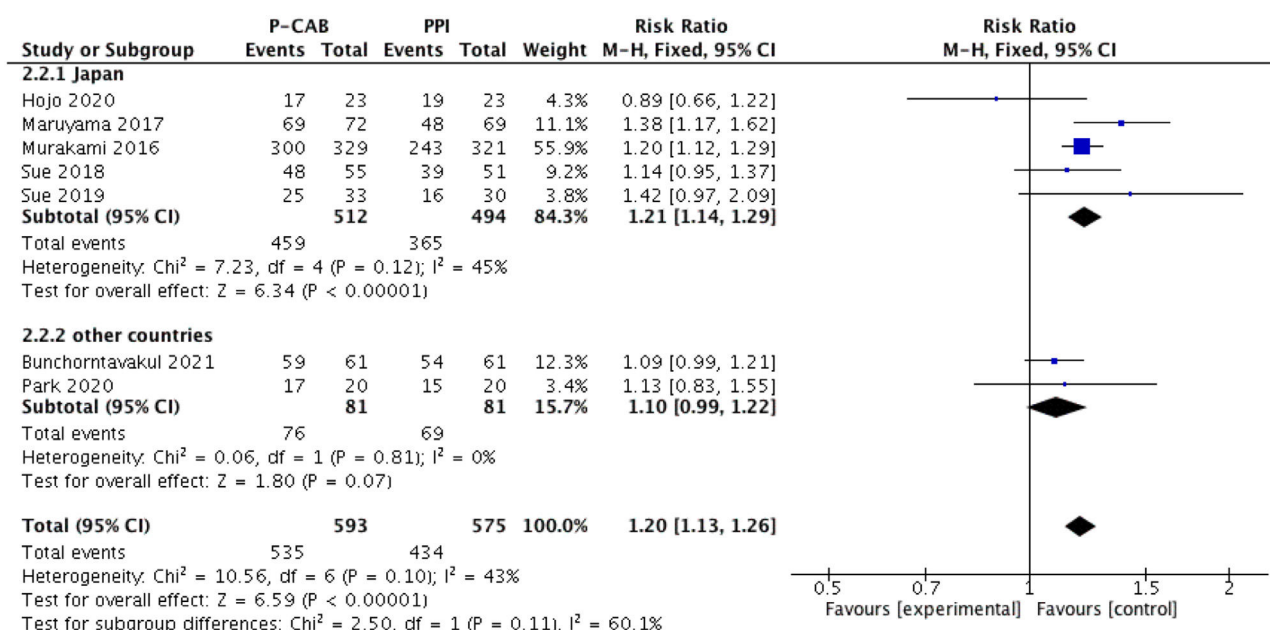 P-CAB PPI Risk Ratio Risk Ratio
Study or Subgroup Events Total Events Total Weight M-H, Fixed, 95% CI M-H, Fixed, 95% CI
2.2.1 Japan
Hojo 2020 17 23 19 23 4.3% 0.89 [0.66, 1.22]
Maruyama 2017 69 72 48 69 11.1% 1.38 [1.17, 1.62]
Murakami 2016 300 329 243 321 55.9% 1.20 [1.12, 1.29]
Sue 2018 48 55 39 51 9.2% 1.14 [0.95, 1.37]
Sue 2019 25 33 16 30 3.8% 1.42 [0.97, 2.09]
Subtotal (95% CI) 512 494 84.3% 1.21 [1.14, 1.29]
Total events 459 365
Heterogeneity: Chi² = 7.23, df = 4 (P = 0.12); I² = 45%
Test for overall effect: Z = 6.34 (P < 0.00001)
2.2.2 other countries
Bunchorntavakul 2021 59 61 54 61 12.3% 1.09 [0.99, 1.21]
Park 2020 17 20 15 20 3.4% 1.13 [0.83, 1.55]
Subtotal (95% CI) 81 81 15.7% 1.10 [0.99, 1.22]
Total events 76 69
Heterogeneity: Chi² = 0.06, df = 1 (P = 0.81); I² = 0%
Test for overall effect: Z = 1.80 (P = 0.07)
Total (95% CI) 593 575 100.0% 1.20 [1.13, 1.26]
Total events 535 434
Heterogeneity: Chi² = 10.56, df = 6 (P = 0.10); I² = 43%
Test for overall effect: Z = 6.59 (P < 0.00001)
Test for subgroup differences: Chi² = 2.50, df = 1 (P = 0.11), I² = 60.1%
0.5 0.7 1 1.5 2
Favours [experimental] Favours [control]